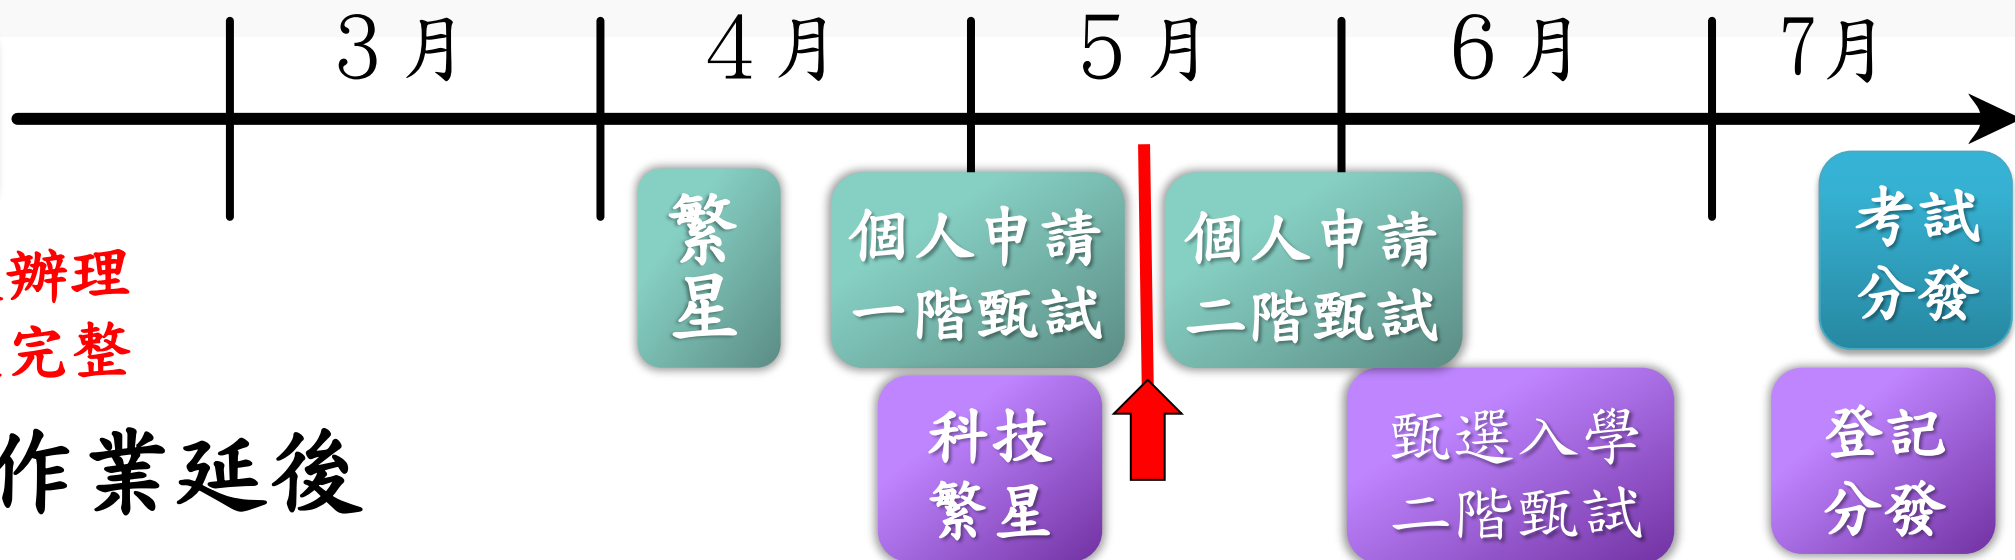 3月
4月
5月
6月
7月
繁
星
個人申請
一階甄試
個人申請
二階甄試
考試
分發
辦理
完整
作業延後
科技
繁星
甄選入學
二階甄試
登記
分發